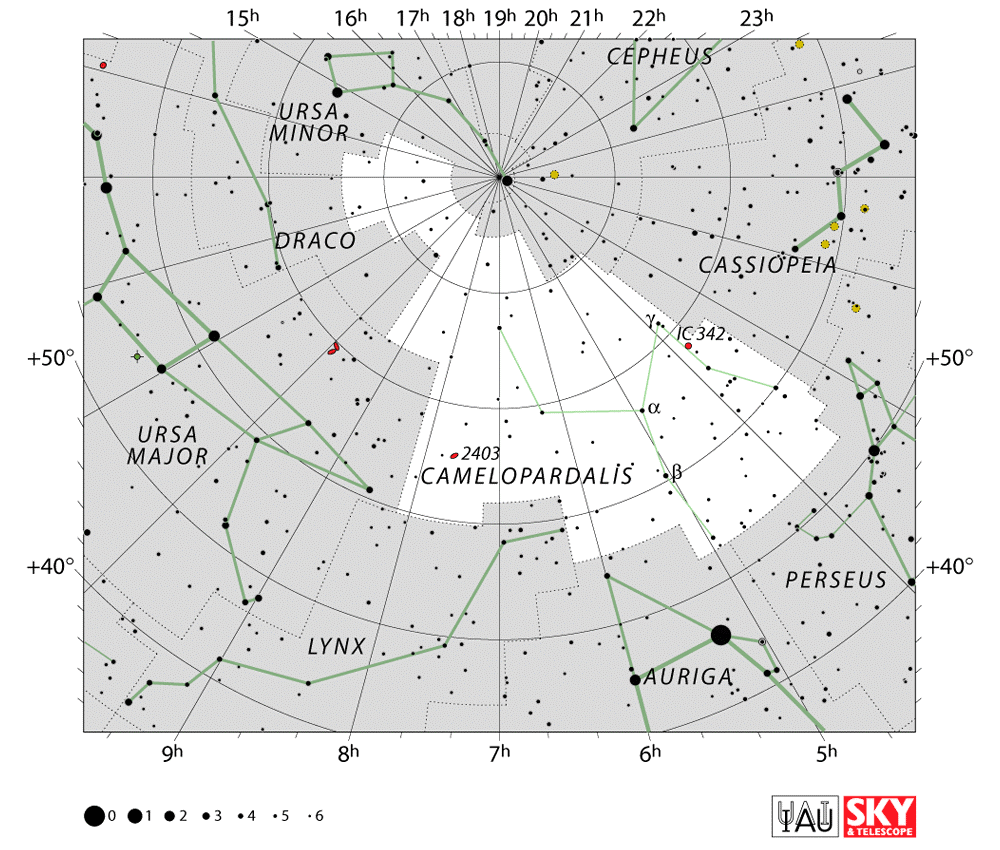 15h 16h 17h 18h 19h 20h 21h 22h 23h
CEPHEUS
URSA
MINOR
DRACO
CASSIOPEIA
γ IC 342
+50° +50°
α
URSA
MAJOR
2403
CAMELOPARDALIS
β
+40° +40°
PERSEUS
LYNX
AURIGA
9h 8h 7h 6h 5h
0 1 2 3 4 5 6
IAU
SKY
& TELESCOPE